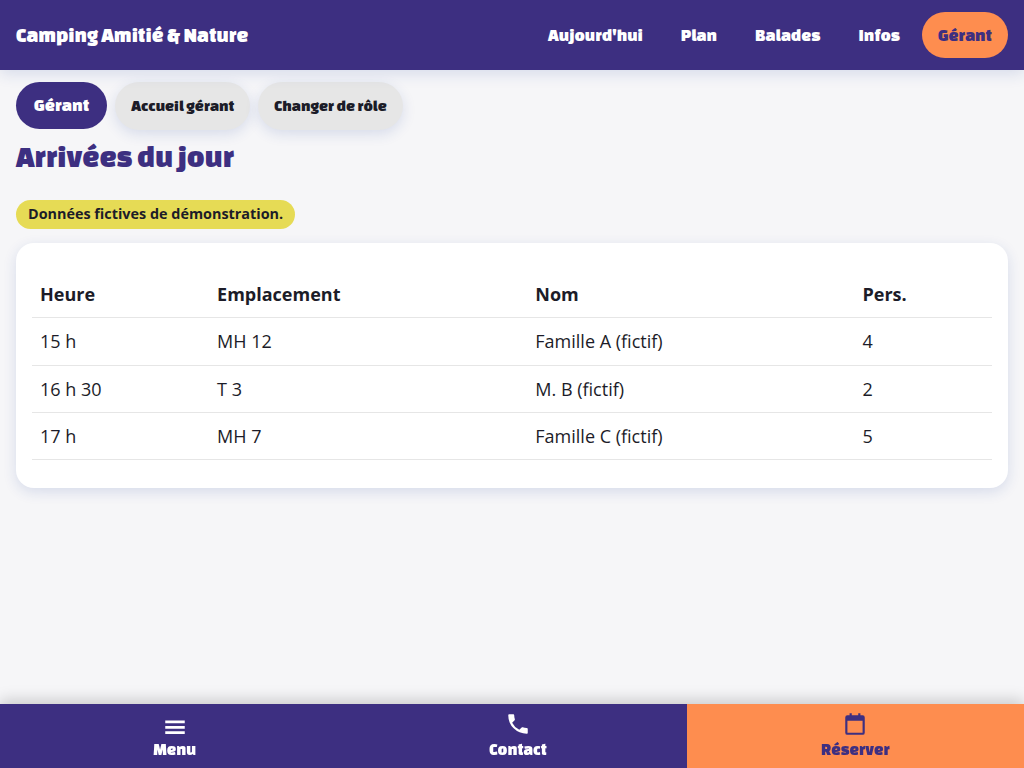 Camping Amitié & Nature Aujourd'hui Plan Balades Infos Gérant
Gérant Accueil gérant Changer de rôle
Arrivées du jour
Données fictives de démonstration.
Heure Emplacement Nom Pers.
15 h MH 12 Famille A (fictif) 4
16 h 30 T 3 M. B (fictif) 2
17 h MH 7 Famille C (fictif) 5
Menu Contact Réserver